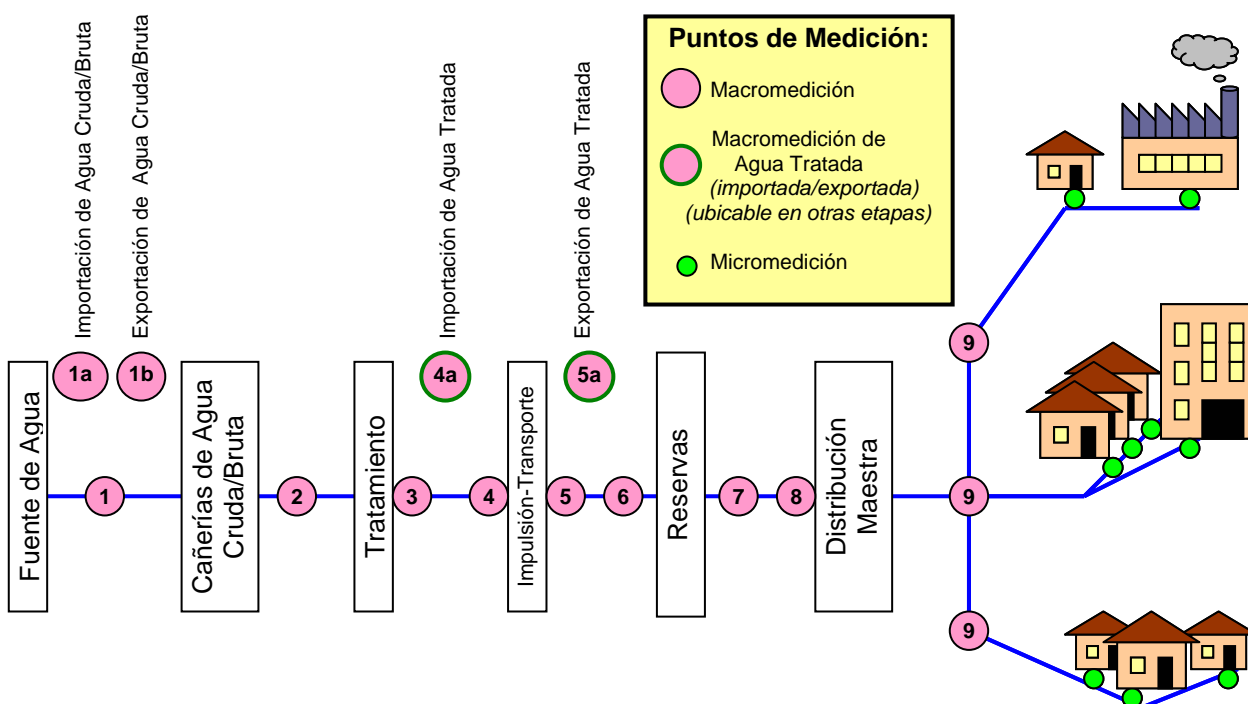 Importación de Agua Cruda/Bruta
Exportación de Agua Cruda/Bruta
Importación de Agua Tratada
Exportación de Agua Tratada
Puntos de Medición:
Macromedición
Macromedición de
Agua Tratada
(importada/exportada)
(ubicable en otras etapas)
Micromedición
1a
1b
4a
5a
Fuente de Agua
1
Cañerías de Agua
Cruda/Bruta
2
Tratamiento
3
4
Impulsión-Transporte
5
6
Reservas
7
8
Distribución
Maestra
9
9
9